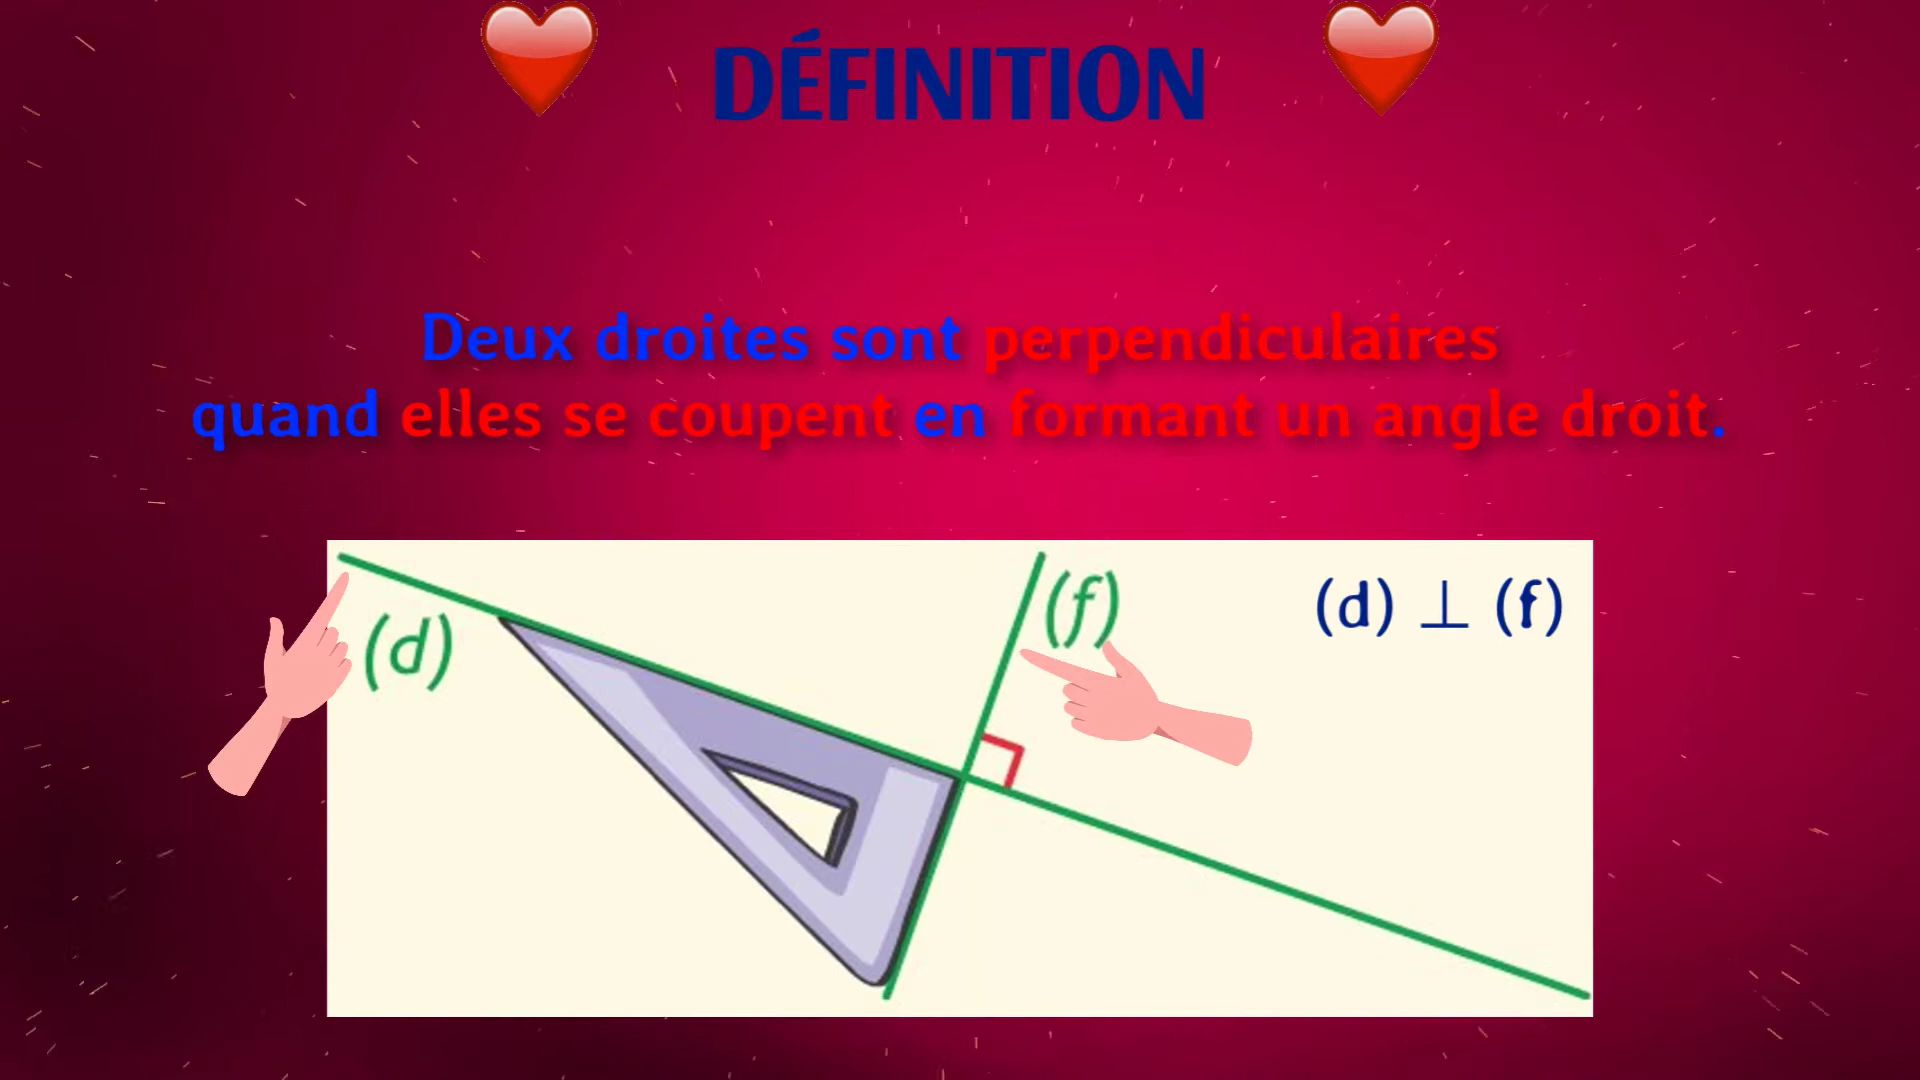 DÉFINITION
Deux droites sont perpendiculaires
quand elles se coupent en formant un angle droit.
(d)
(f)
(d) ⊥ (f)